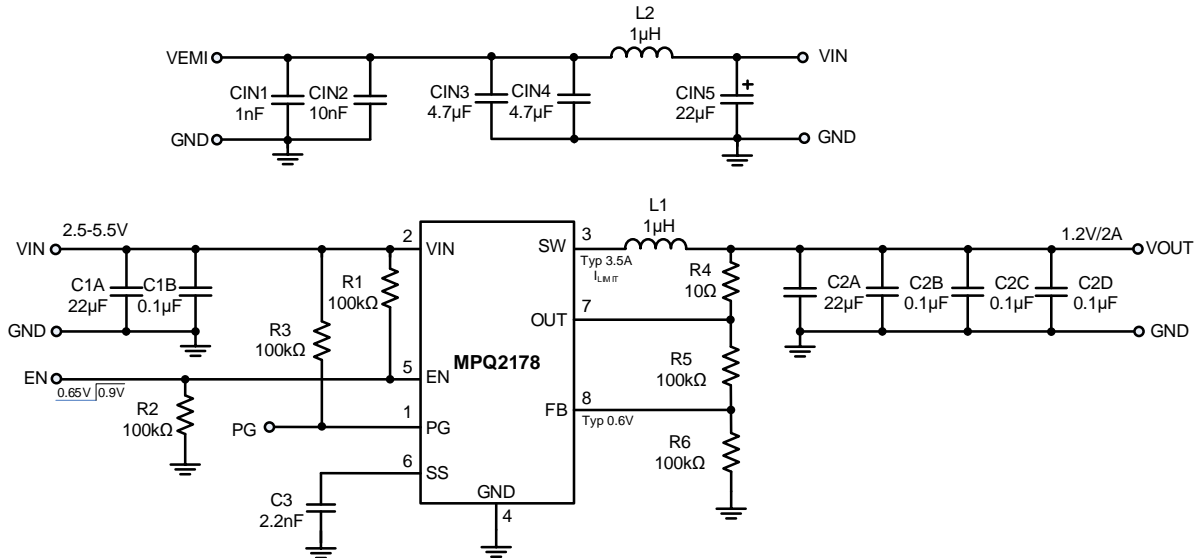 L2
1µH
VEMI
VIN
CIN1
1nF
CIN2
10nF
CIN3
4.7µF
CIN4
4.7µF
CIN5
22µF
+
GND
GND
VIN
2.5-5.5V
C1A
22µF
C1B
0.1µF
GND
EN
0.65V
0.9V
R2
100kΩ
R3
100kΩ
R1
100kΩ
PG
C3
2.2nF
2
VIN
5
EN
1
PG
6
SS
MPQ2178
GND
4
SW
3
Typ 3.5A
ILIMIT
OUT
7
FB
8
Typ 0.6V
L1
1µH
R4
10Ω
R5
100kΩ
R6
100kΩ
C2A
22µF
C2B
0.1µF
C2C
0.1µF
C2D
0.1µF
1.2V/2A
VOUT
GND